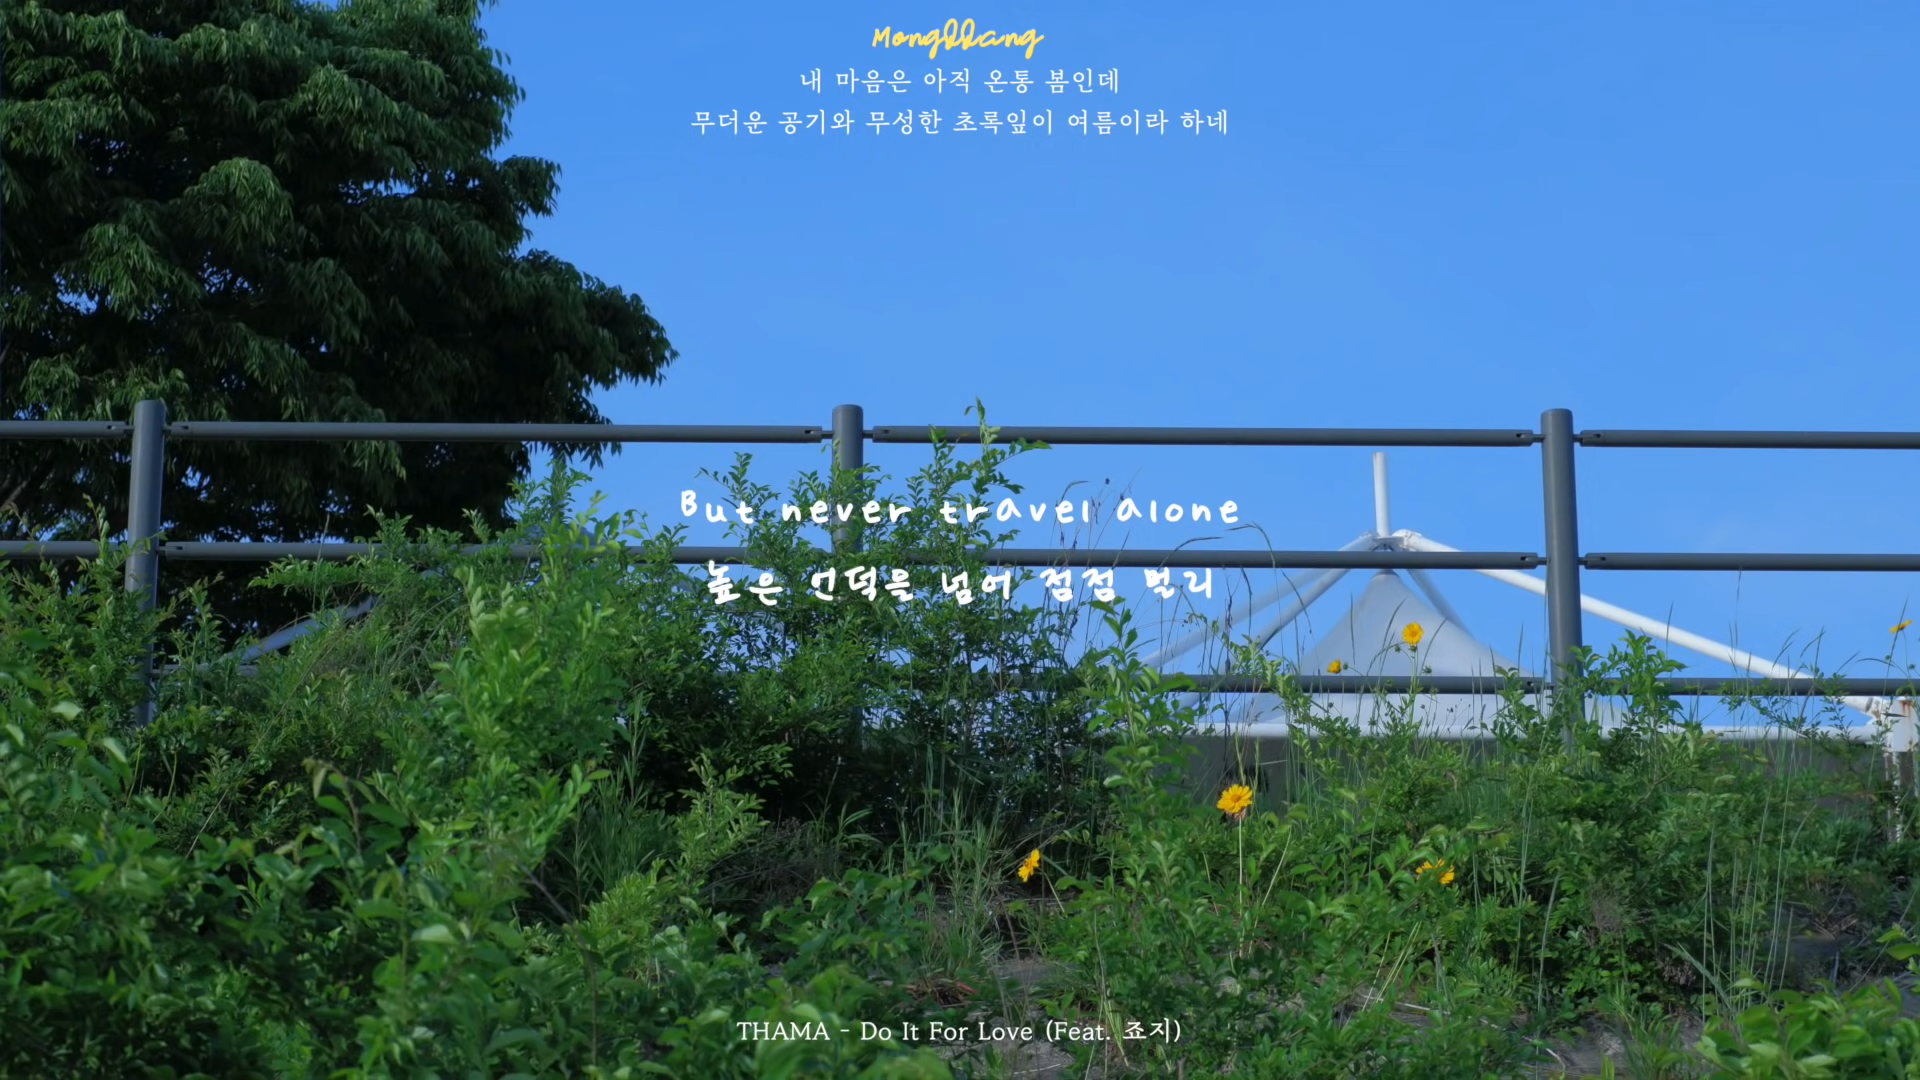 Mongbbang
내 마음은 아직 온통 봄인데
무더운 공기와 무성한 초록잎이 여름이라 하네
But never travel alone
높은 언덕을 넘어 점점 멀리
THAMA - Do It For Love (Feat. 죠지)